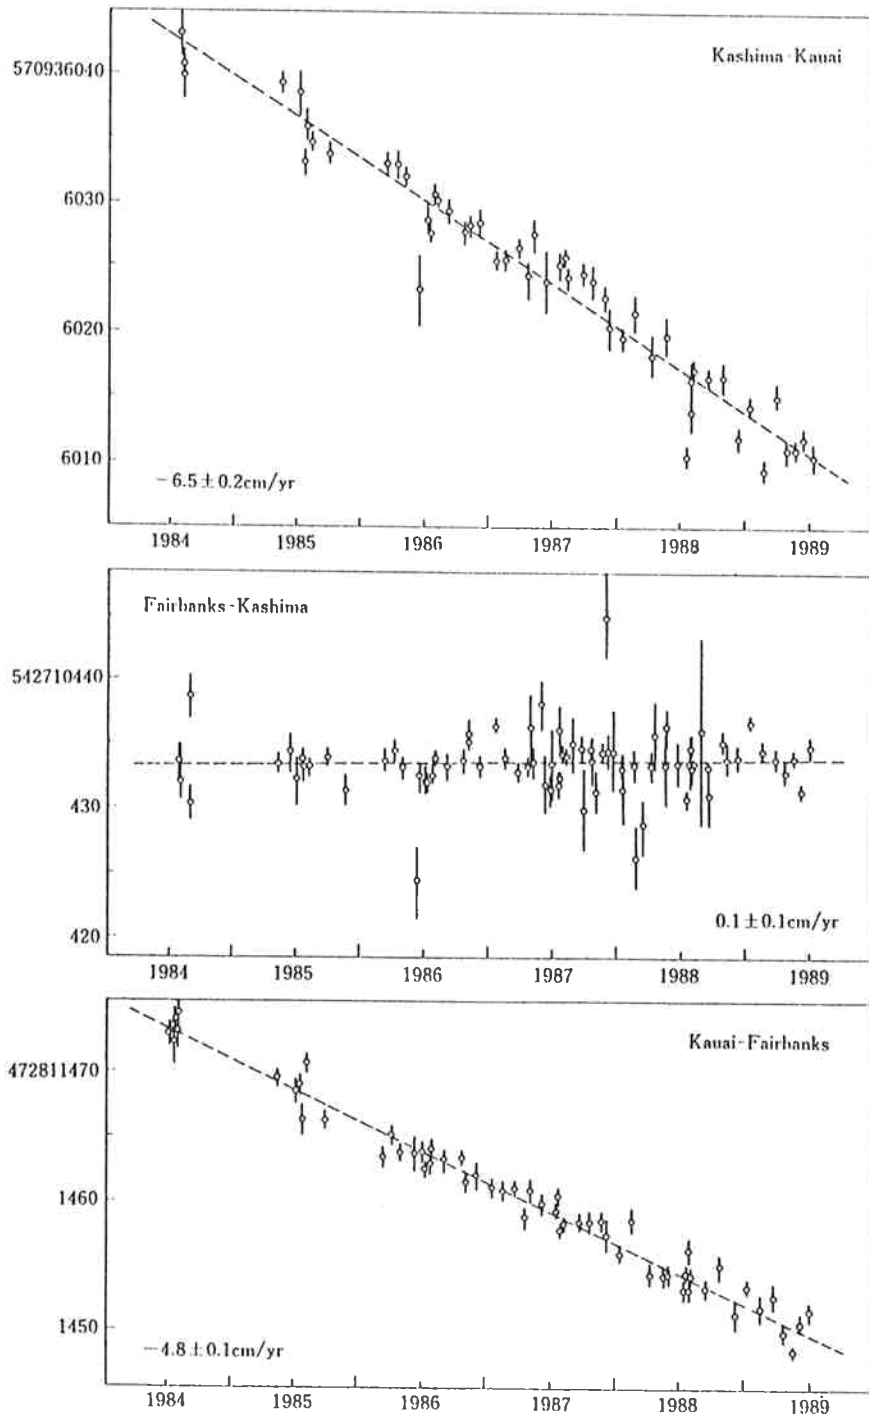 Kashima-Kauai
570936040
6030
6020
6010
−6.5±0.2cm/yr
1984 1985 1986 1987 1988 1989
Fairbanks-Kashima
542710440
430
420
0.1±0.1cm/yr
1984 1985 1986 1987 1988 1989
Kauai-Fairbanks
472811470
1460
1450
−4.8±0.1cm/yr
1984 1985 1986 1987 1988 1989